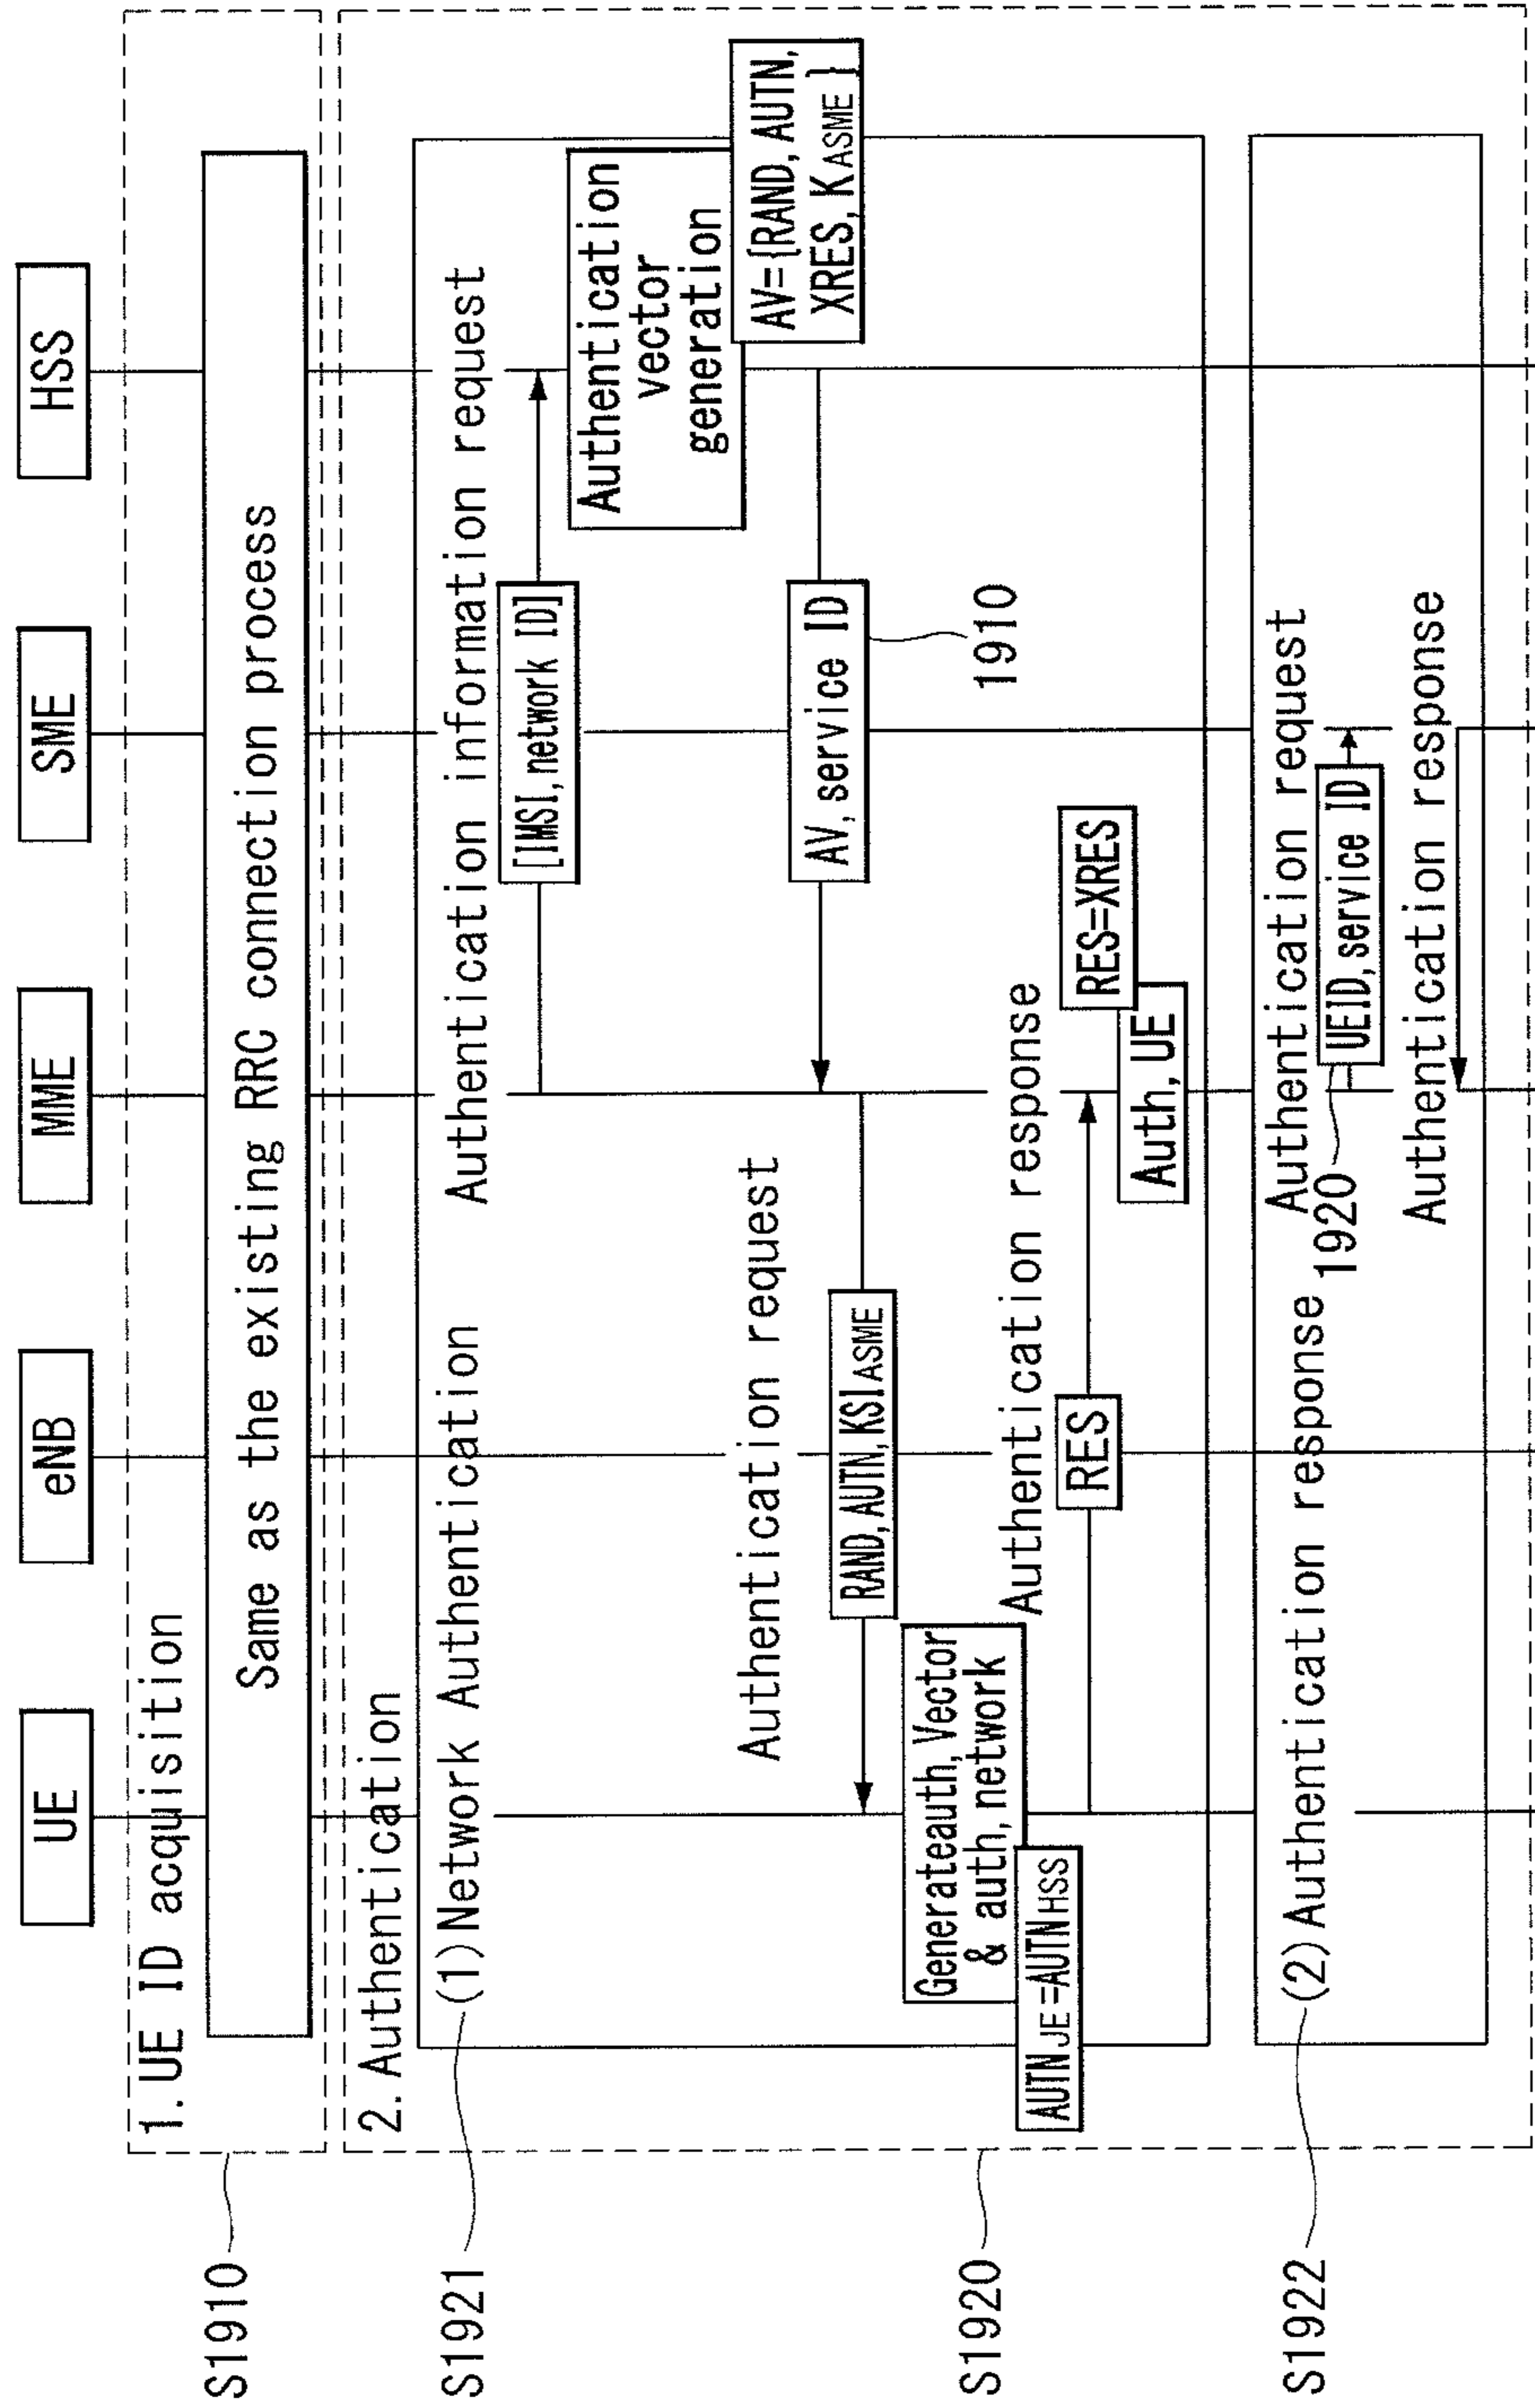 UE
eNB
MME
SME
HSS
S1910
1. UE ID acquisition
Same as the existing RRC connection process
2. Authentication
S1921
(1) Network Authentication
Authentication information request
[IMSI, network ID]
Authentication
vector
generation
AV={RAND, AUTN,
XRES, KASME }
AV, service ID
1910
Authentication request
RAND, AUTN, KSIASME
Generateauth, Vector
& auth, network
AUTNJE =AUTNHSS
S1920
Authentication response
RES
RES=XRES
Auth, UE
S1922
(2) Authentication response
Authentication request
1920
UEID, service ID
Authentication response